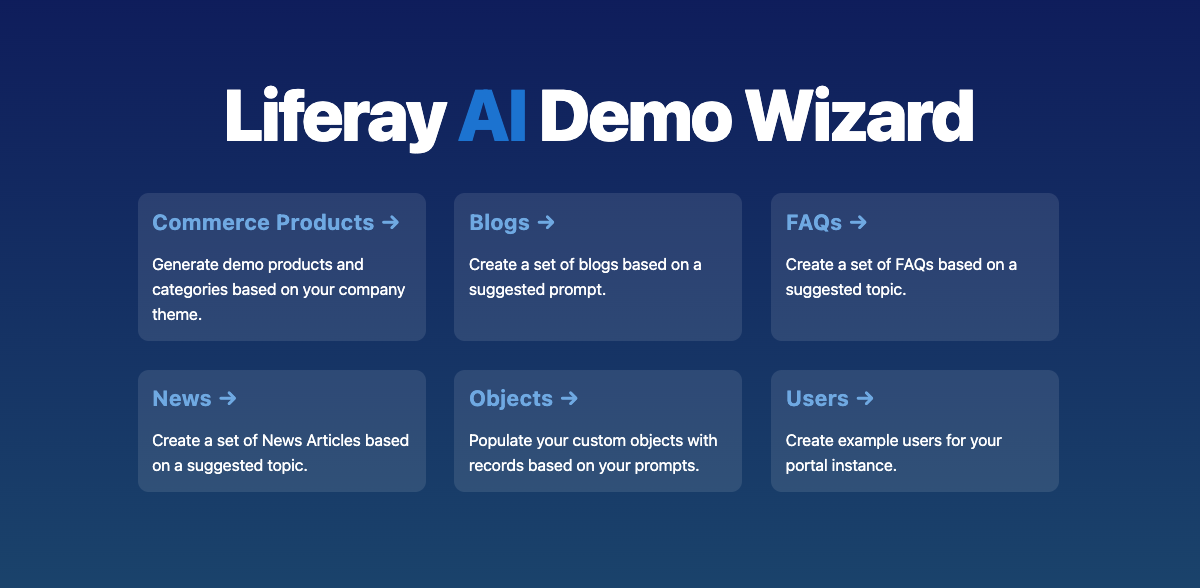 Liferay AI Demo Wizard
Commerce Products →
Generate demo products and
categories based on your company
theme.
Blogs →
Create a set of blogs based on a
suggested prompt.
FAQs →
Create a set of FAQs based on a
suggested topic.
News →
Create a set of News Articles based
on a suggested topic.
Objects →
Populate your custom objects with
records based on your prompts.
Users →
Create example users for your
portal instance.